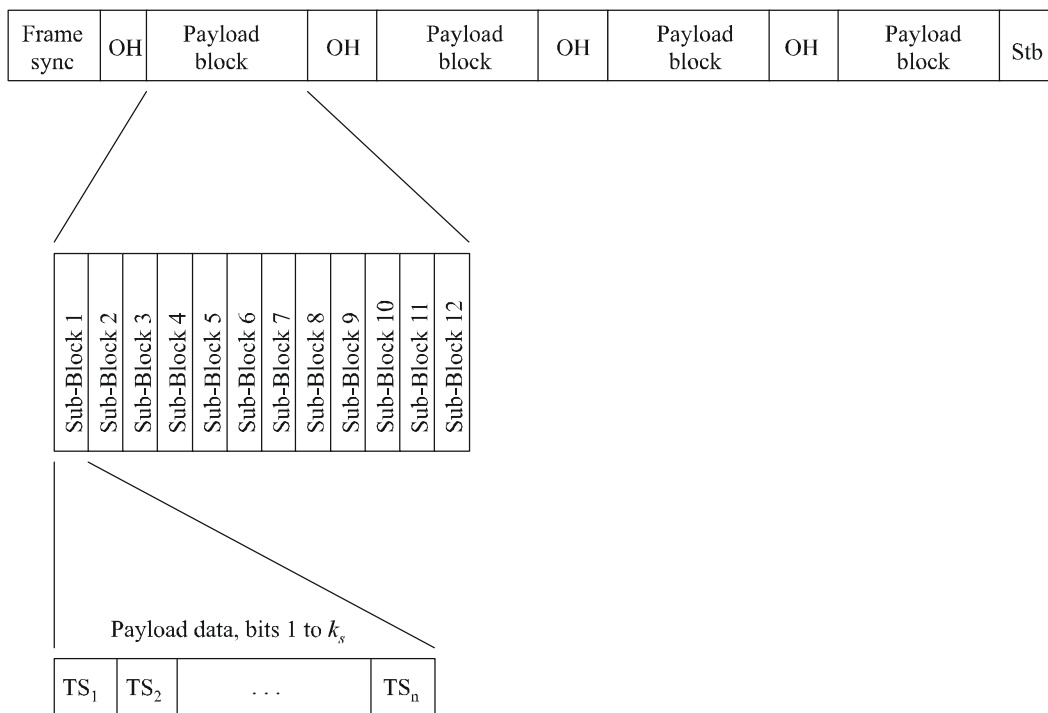 Frame sync
OH
Payload block
OH
Payload block
OH
Payload block
OH
Payload block
Stb
Sub-Block 1
Sub-Block 2
Sub-Block 3
Sub-Block 4
Sub-Block 5
Sub-Block 6
Sub-Block 7
Sub-Block 8
Sub-Block 9
Sub-Block 10
Sub-Block 11
Sub-Block 12
Payload data, bits 1 to kₛ
TS₁
TS₂
. . .
TSₙ